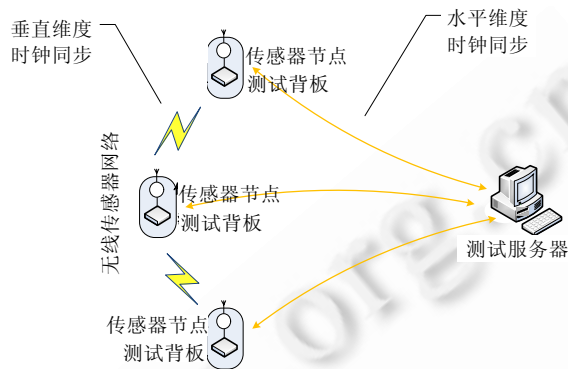 垂直维度
时钟同步
水平维度
时钟同步
传感器节点
测试背板
无线传感器网络
传感器节点
测试背板
测试服务器
传感器节点
测试背板
org.cn